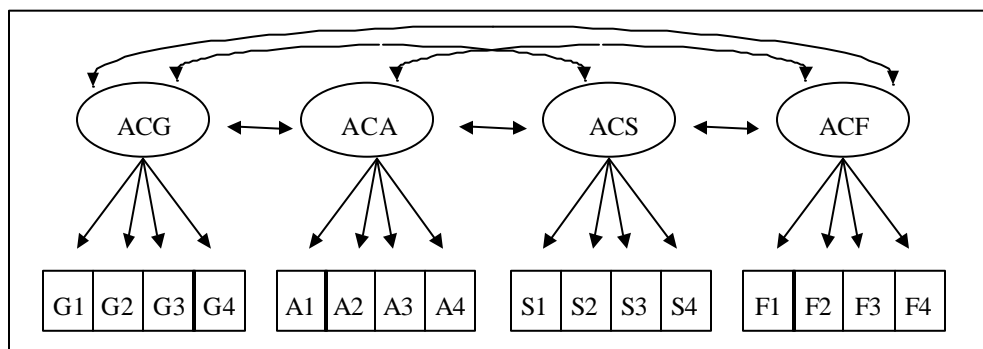 ACG ACA ACS ACF
G1 G2 G3 G4 A1 A2 A3 A4 S1 S2 S3 S4 F1 F2 F3 F4